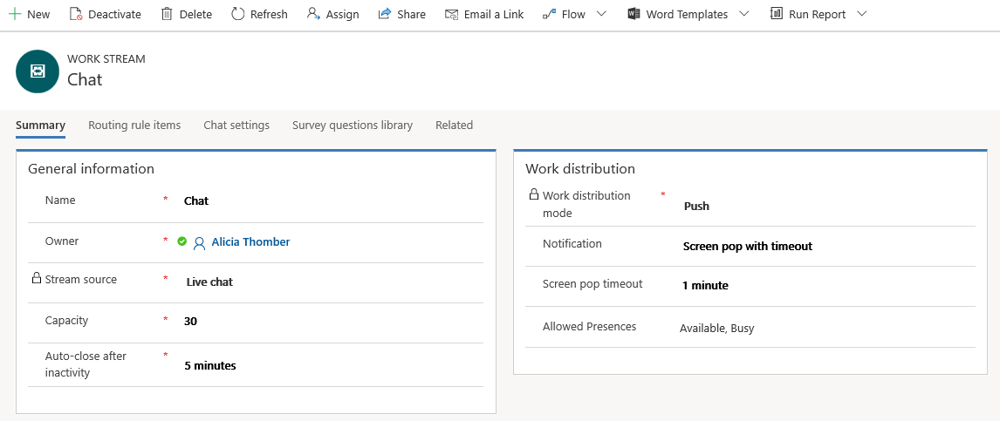 New Deactivate Delete Refresh Assign Share Email a Link Flow Word Templates Run Report
WORK STREAM
Chat
Summary Routing rule items Chat settings Survey questions library Related
General information
Name * Chat
Owner * Alicia Thomber
Stream source * Live chat
Capacity * 30
Auto-close after
inactivity * 5 minutes
Work distribution
Work distribution
mode * Push
Notification Screen pop with timeout
Screen pop timeout 1 minute
Allowed Presences Available, Busy